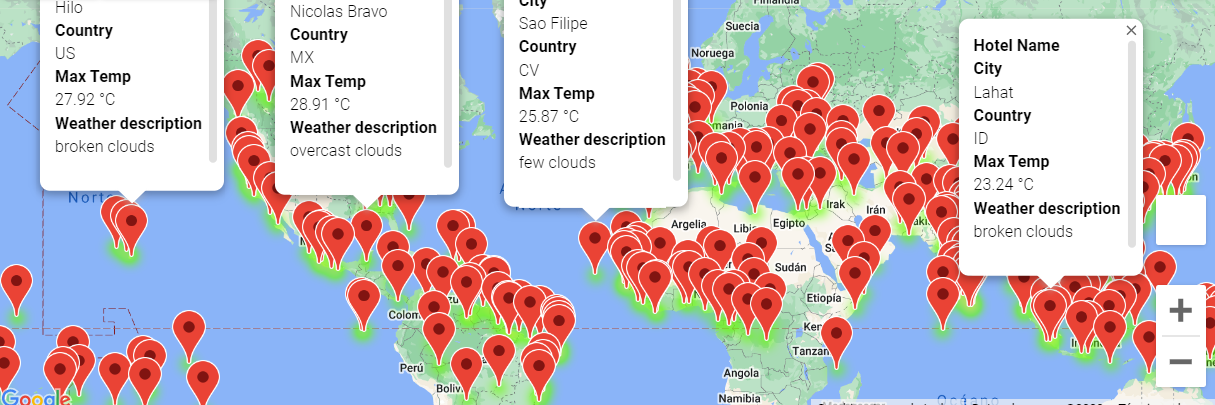 Hilo
Country
US
Max Temp
27.92 °C
Weather description
broken clouds
Nicolas Bravo
Country
MX
Max Temp
28.91 °C
Weather description
overcast clouds
City
Sao Filipe
Country
CV
Max Temp
25.87 °C
Weather description
few clouds
Hotel Name
City
Lahat
Country
ID
Max Temp
23.24 °C
Weather description
broken clouds
Finlandia
Suecia
Noruega
Polonia
Norte
Argelia
Egipto
Irak
Irán
Sudán
Etiopía
Tanzan
Angola
Namibia
Colom
Perú
Boliv
Océano
Google
+
−